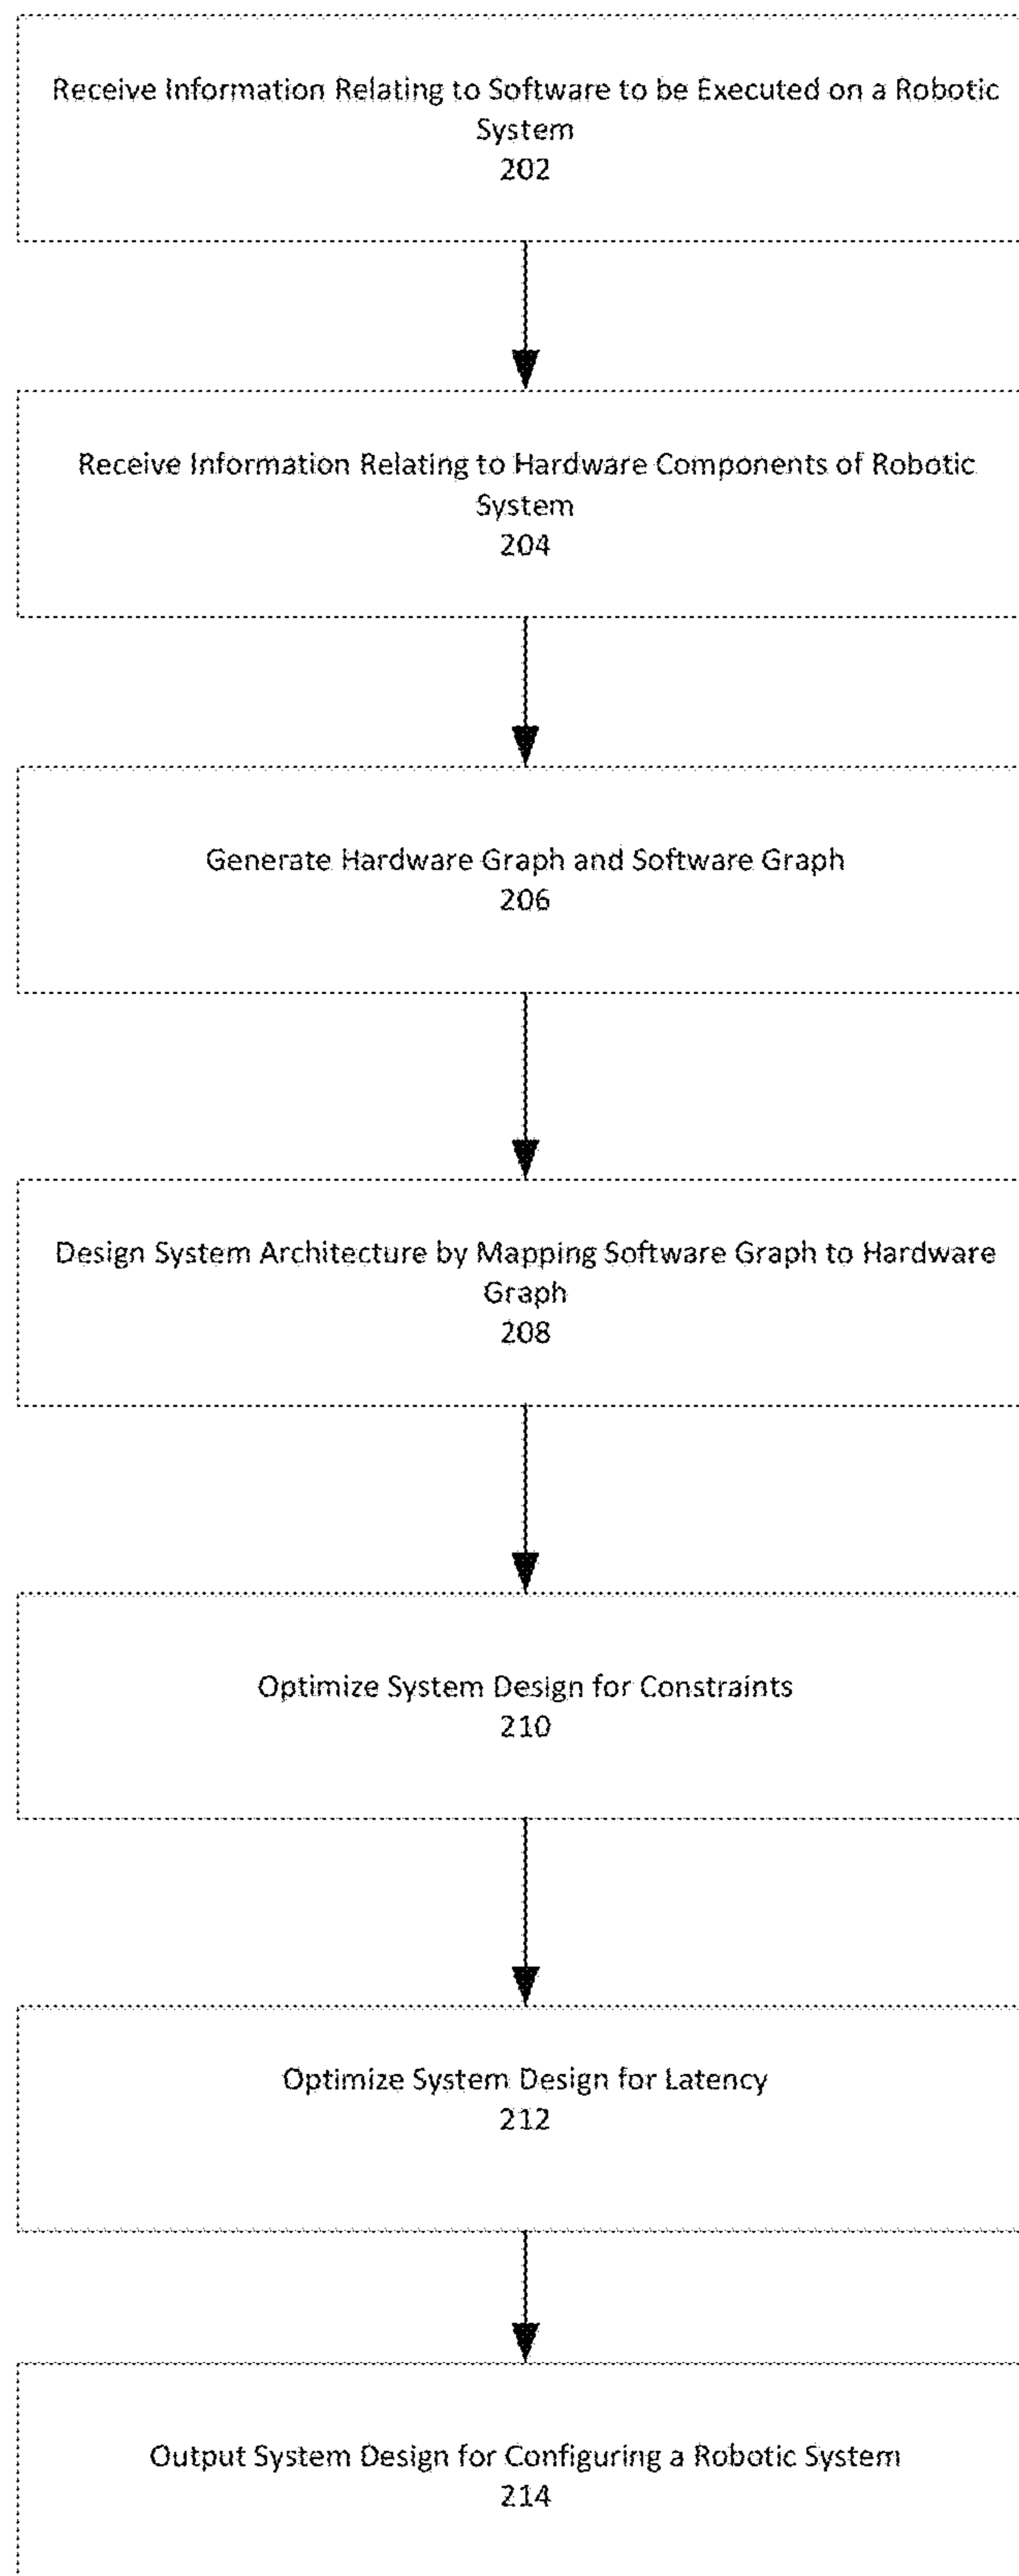 Receive Information Relating to Software to be Executed on a Robotic
System
202
Receive Information Relating to Hardware Components of Robotic
System
204
Generate Hardware Graph and Software Graph
206
Design System Architecture by Mapping Software Graph to Hardware
Graph
208
Optimize System Design for Constraints
210
Optimize System Design for Latency
212
Output System Design for Configuring a Robotic System
214